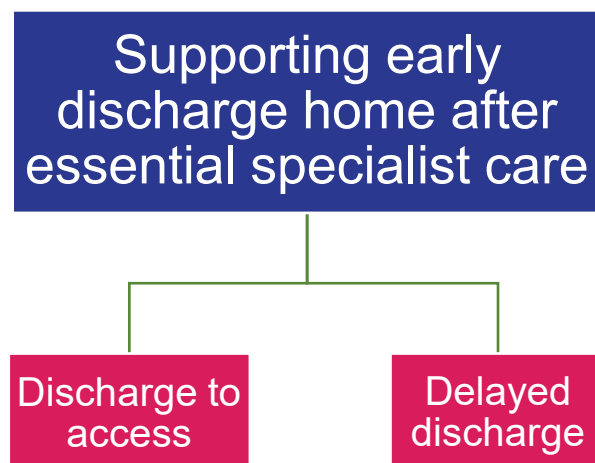 Supporting early
discharge home after
essential specialist care
Discharge to
access
Delayed
discharge